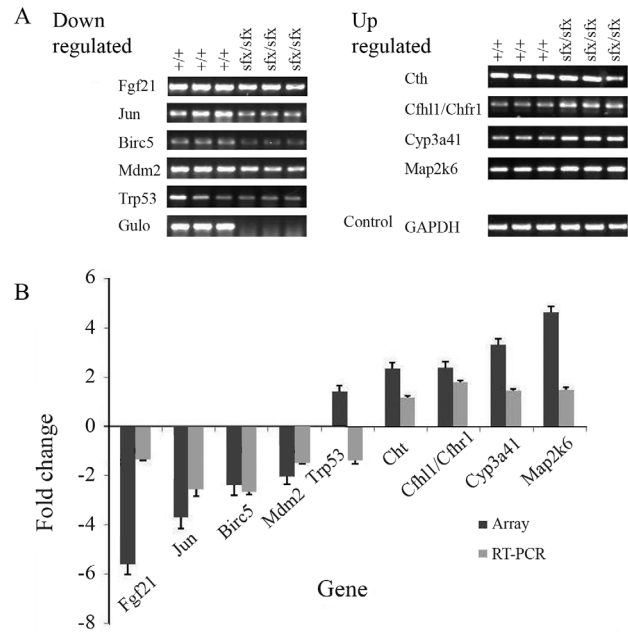 A
Down
regulated
+/+ +/+ +/+ sfx/sfx sfx/sfx sfx/sfx
Fgf21
Jun
Birc5
Mdm2
Trp53
Gulo
Up
regulated
+/+ +/+ +/+ sfx/sfx sfx/sfx sfx/sfx
Cth
Cfhl1/Chfr1
Cyp3a41
Map2k6
Control GAPDH
B
Fold change
6
4
2
0
-2
-4
-6
-8
Fgf21
Jun
Birc5
Mdm2
Trp53
Cht
Cfhl1/Cfhr1
Cyp3a41
Map2k6
Array
RT-PCR
Gene